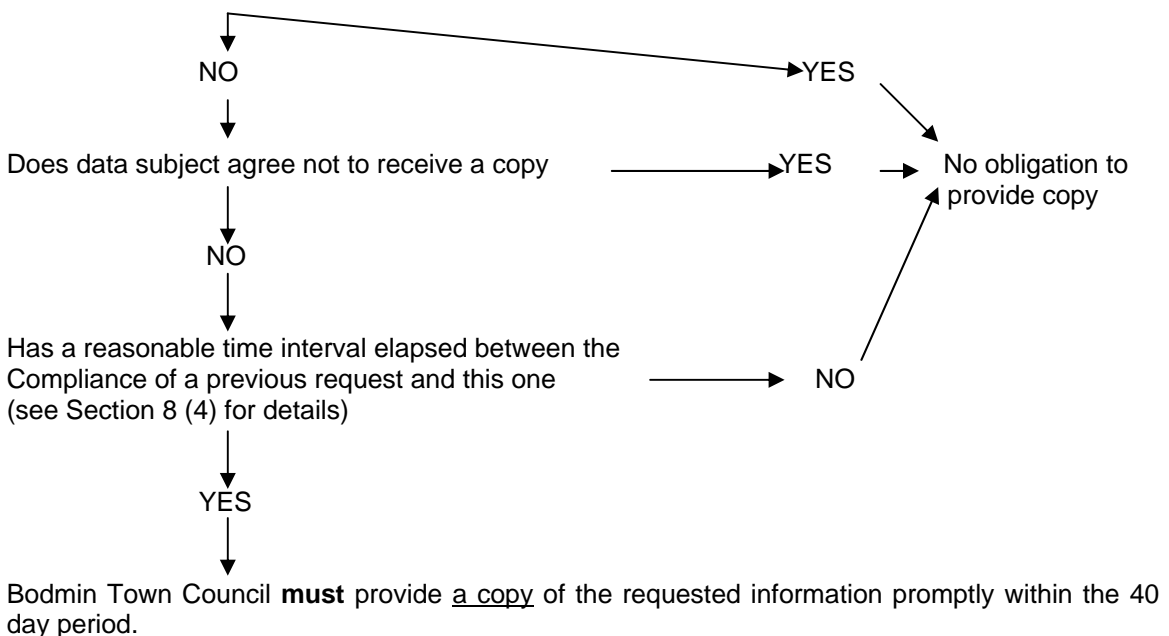 NO
YES
Does data subject agree not to receive a copy
YES
No obligation to
provide copy
NO
Has a reasonable time interval elapsed between the
Compliance of a previous request and this one
(see Section 8 (4) for details)
NO
YES
Bodmin Town Council must provide a copy of the requested information promptly within the 40
day period.